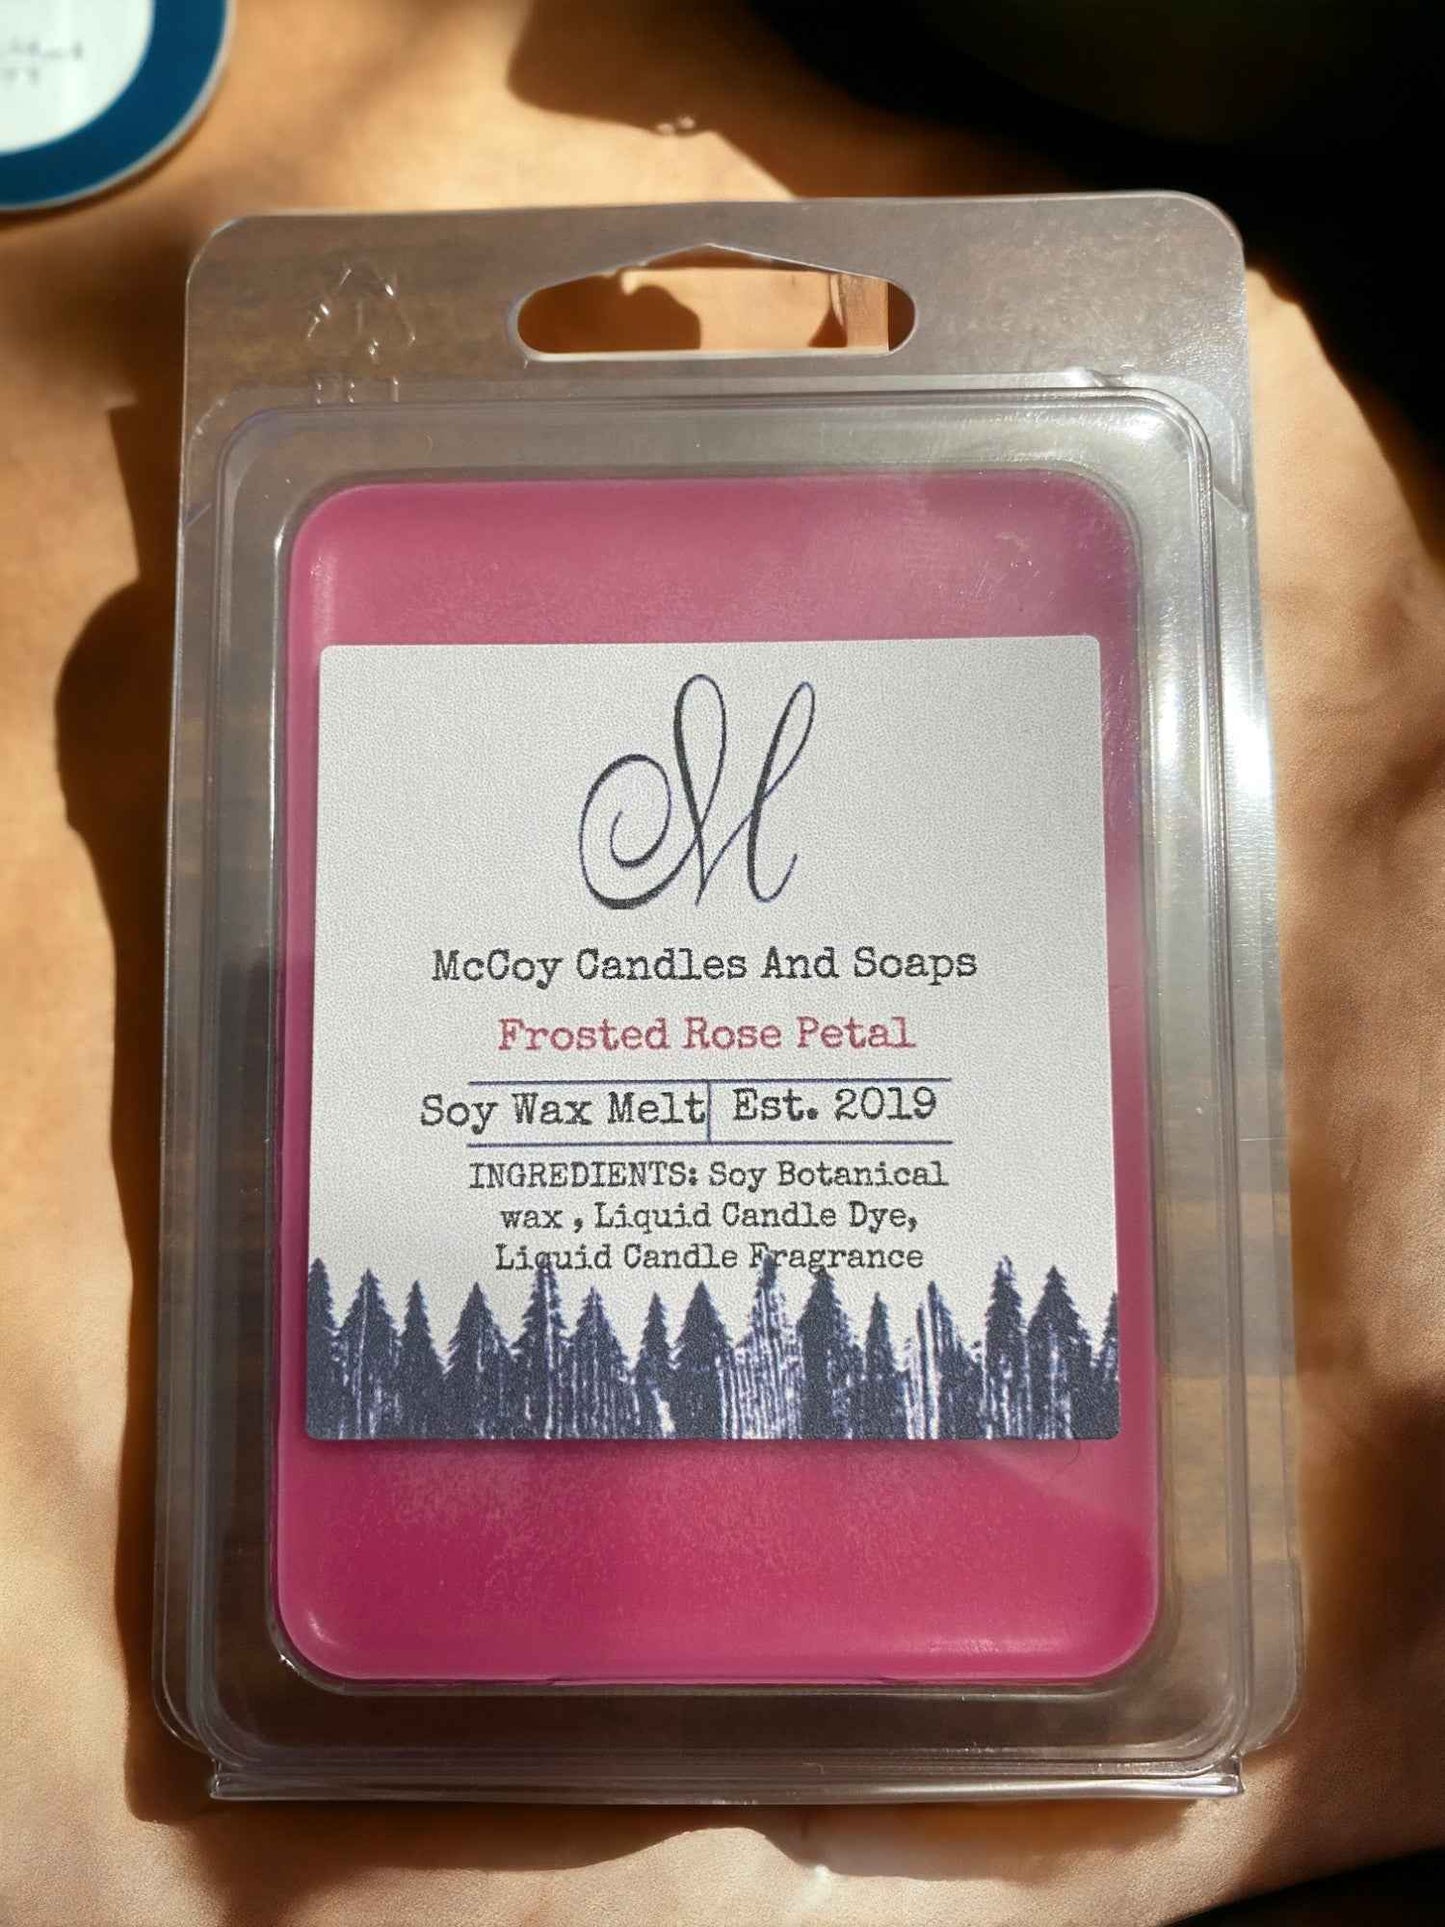 M
McCoy Candles And Soaps
Frosted Rose Petal
Soy Wax Melt Est. 2019
INGREDIENTS: Soy Botanical
wax , Liquid Candle Dye,
Liquid Candle Fragrance